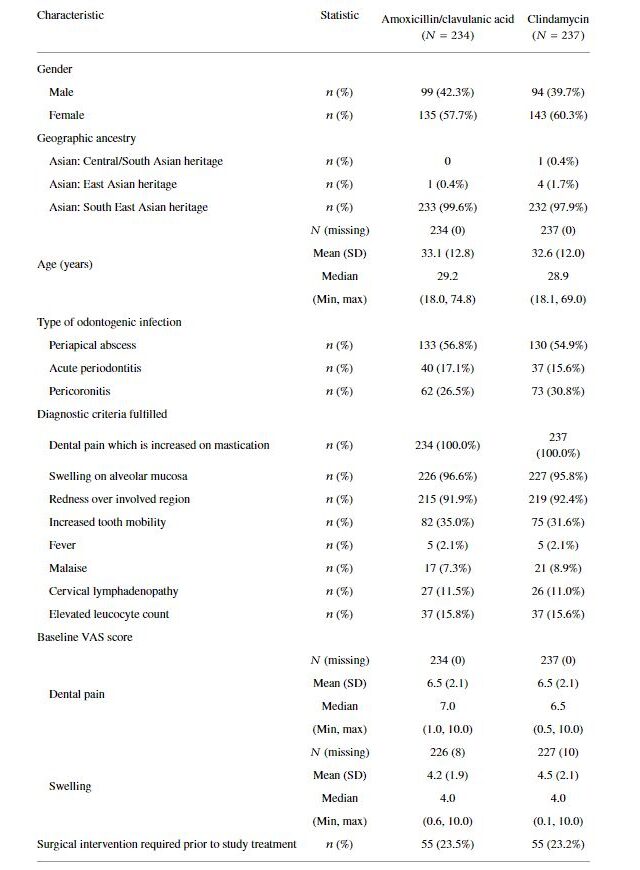 Characteristic Statistic Amoxicillin/clavulanic acid Clindamycin
(N = 234) (N = 237)
Gender
Male n (%) 99 (42.3%) 94 (39.7%)
Female n (%) 135 (57.7%) 143 (60.3%)
Geographic ancestry
Asian: Central/South Asian heritage n (%) 0 1 (0.4%)
Asian: East Asian heritage n (%) 1 (0.4%) 4 (1.7%)
Asian: South East Asian heritage n (%) 233 (99.6%) 232 (97.9%)
N (missing) 234 (0) 237 (0)
Mean (SD) 33.1 (12.8) 32.6 (12.0)
Age (years)
Median 29.2 28.9
(Min, max) (18.0, 74.8) (18.1, 69.0)
Type of odontogenic infection
Periapical abscess n (%) 133 (56.8%) 130 (54.9%)
Acute periodontitis n (%) 40 (17.1%) 37 (15.6%)
Pericoronitis n (%) 62 (26.5%) 73 (30.8%)
Diagnostic criteria fulfilled
Dental pain which is increased on mastication n (%) 234 (100.0%) 237
(100.0%)
Swelling on alveolar mucosa n (%) 226 (96.6%) 227 (95.8%)
Redness over involved region n (%) 215 (91.9%) 219 (92.4%)
Increased tooth mobility n (%) 82 (35.0%) 75 (31.6%)
Fever n (%) 5 (2.1%) 5 (2.1%)
Malaise n (%) 17 (7.3%) 21 (8.9%)
Cervical lymphadenopathy n (%) 27 (11.5%) 26 (11.0%)
Elevated leucocyte count n (%) 37 (15.8%) 37 (15.6%)
Baseline VAS score
N (missing) 234 (0) 237 (0)
Mean (SD) 6.5 (2.1) 6.5 (2.1)
Dental pain
Median 7.0 6.5
(Min, max) (1.0, 10.0) (0.5, 10.0)
N (missing) 226 (8) 227 (10)
Mean (SD) 4.2 (1.9) 4.5 (2.1)
Swelling
Median 4.0 4.0
(Min, max) (0.6, 10.0) (0.1, 10.0)
Surgical intervention required prior to study treatment n (%) 55 (23.5%) 55 (23.2%)